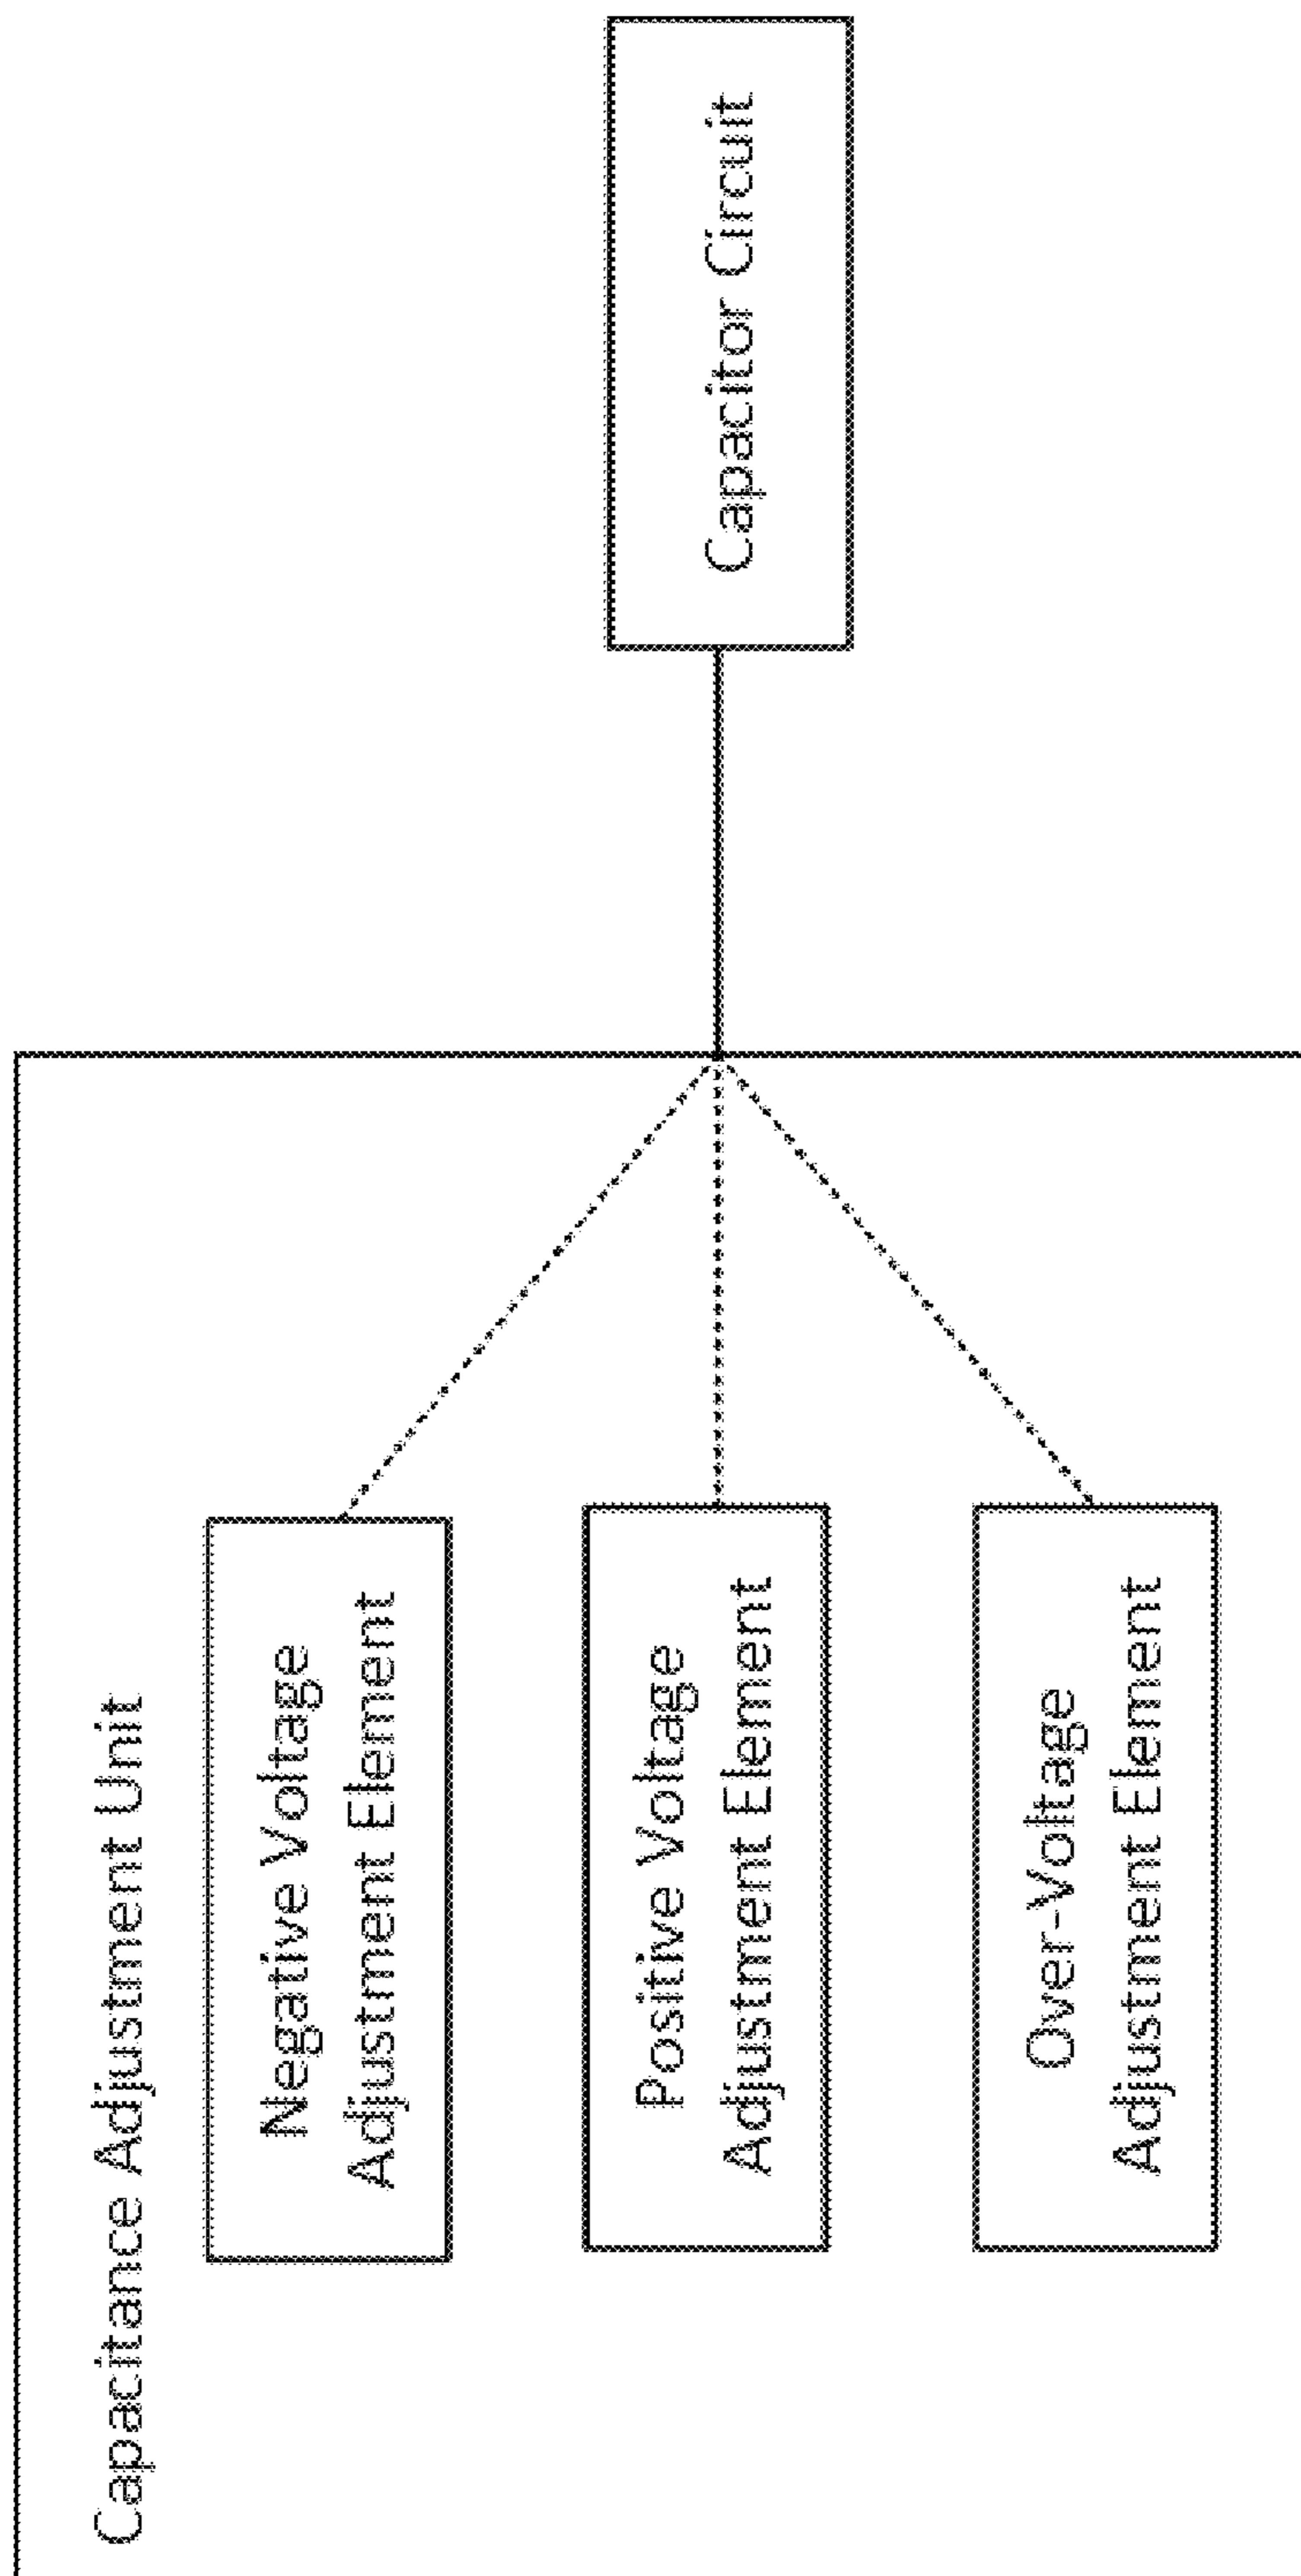 Capacitance Adjustment Unit
Negative Voltage
Adjustment Element
Positive Voltage
Adjustment Element
Over-Voltage
Adjustment Element
Capacitor Circuit